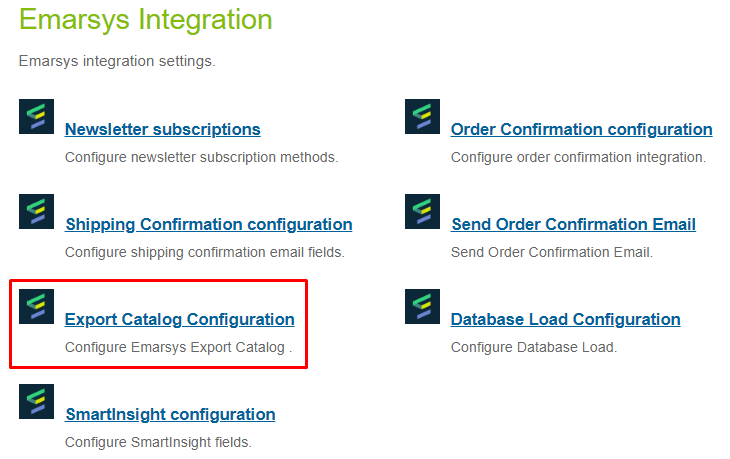 Emarsys Integration
Emarsys integration settings.
Newsletter subscriptions
Configure newsletter subscription methods.
Order Confirmation configuration
Configure order confirmation integration.
Shipping Confirmation configuration
Configure shipping confirmation email fields.
Send Order Confirmation Email
Send Order Confirmation Email.
Export Catalog Configuration
Configure Emarsys Export Catalog .
Database Load Configuration
Configure Database Load.
SmartInsight configuration
Configure SmartInsight fields.